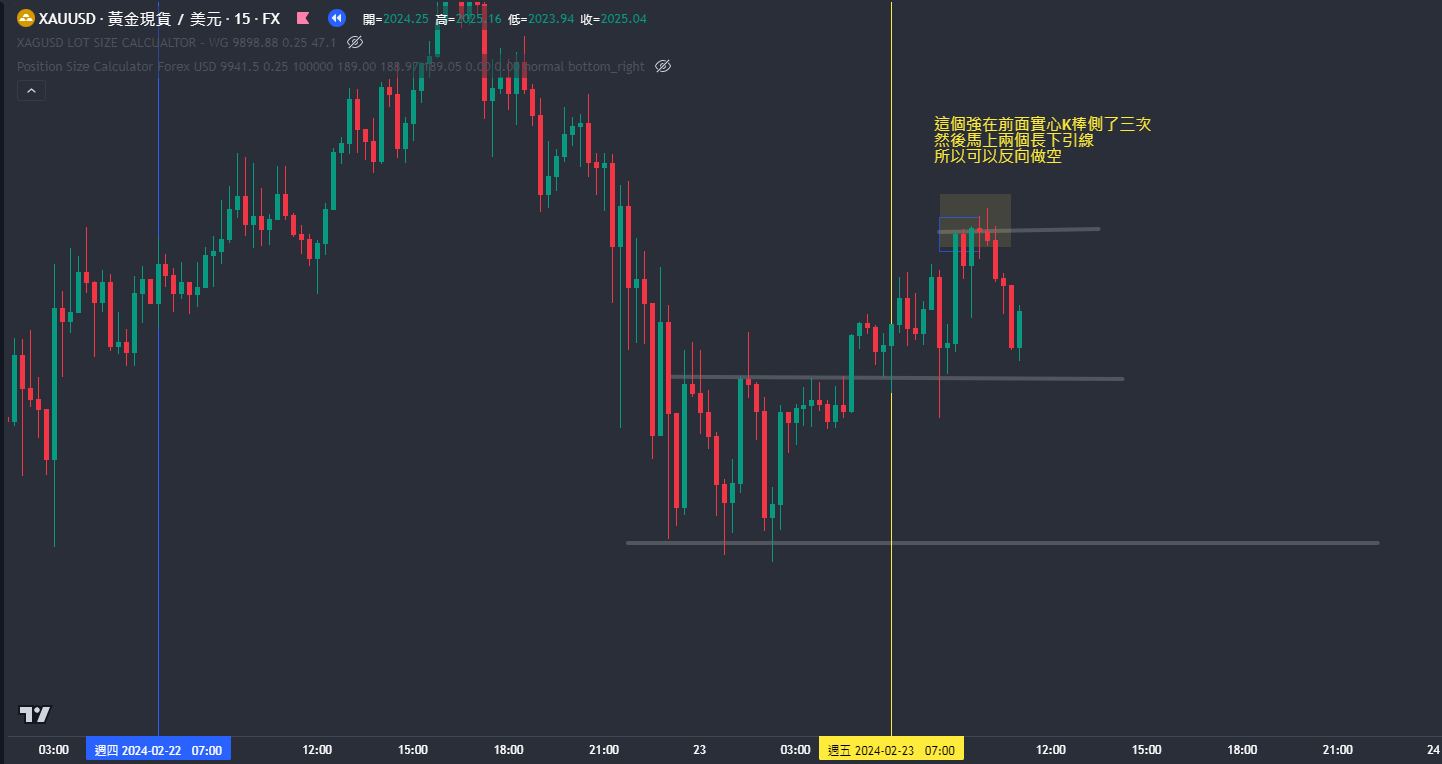 XAUUSD · 黃金現貨 / 美元 · 15 · FX 開=2024.25 高=2025.16 低=2023.94 收=2025.04
XAGUSD LOT SIZE CALCUALTOR - WG 9898.88 0.25 47.1
Position Size Calculator Forex USD 9941.5 0.25 100000 189.00 188.97 189.05 0.00 0.00 normal bottom_right
這個強在前面實心K棒側了三次
然後馬上兩個長下引線
所以可以反向做空
03:00 週四 2024-02-22 07:00 12:00 15:00 18:00 21:00 23 03:00 週五 2024-02-23 07:00 12:00 15:00 18:00 21:00 24